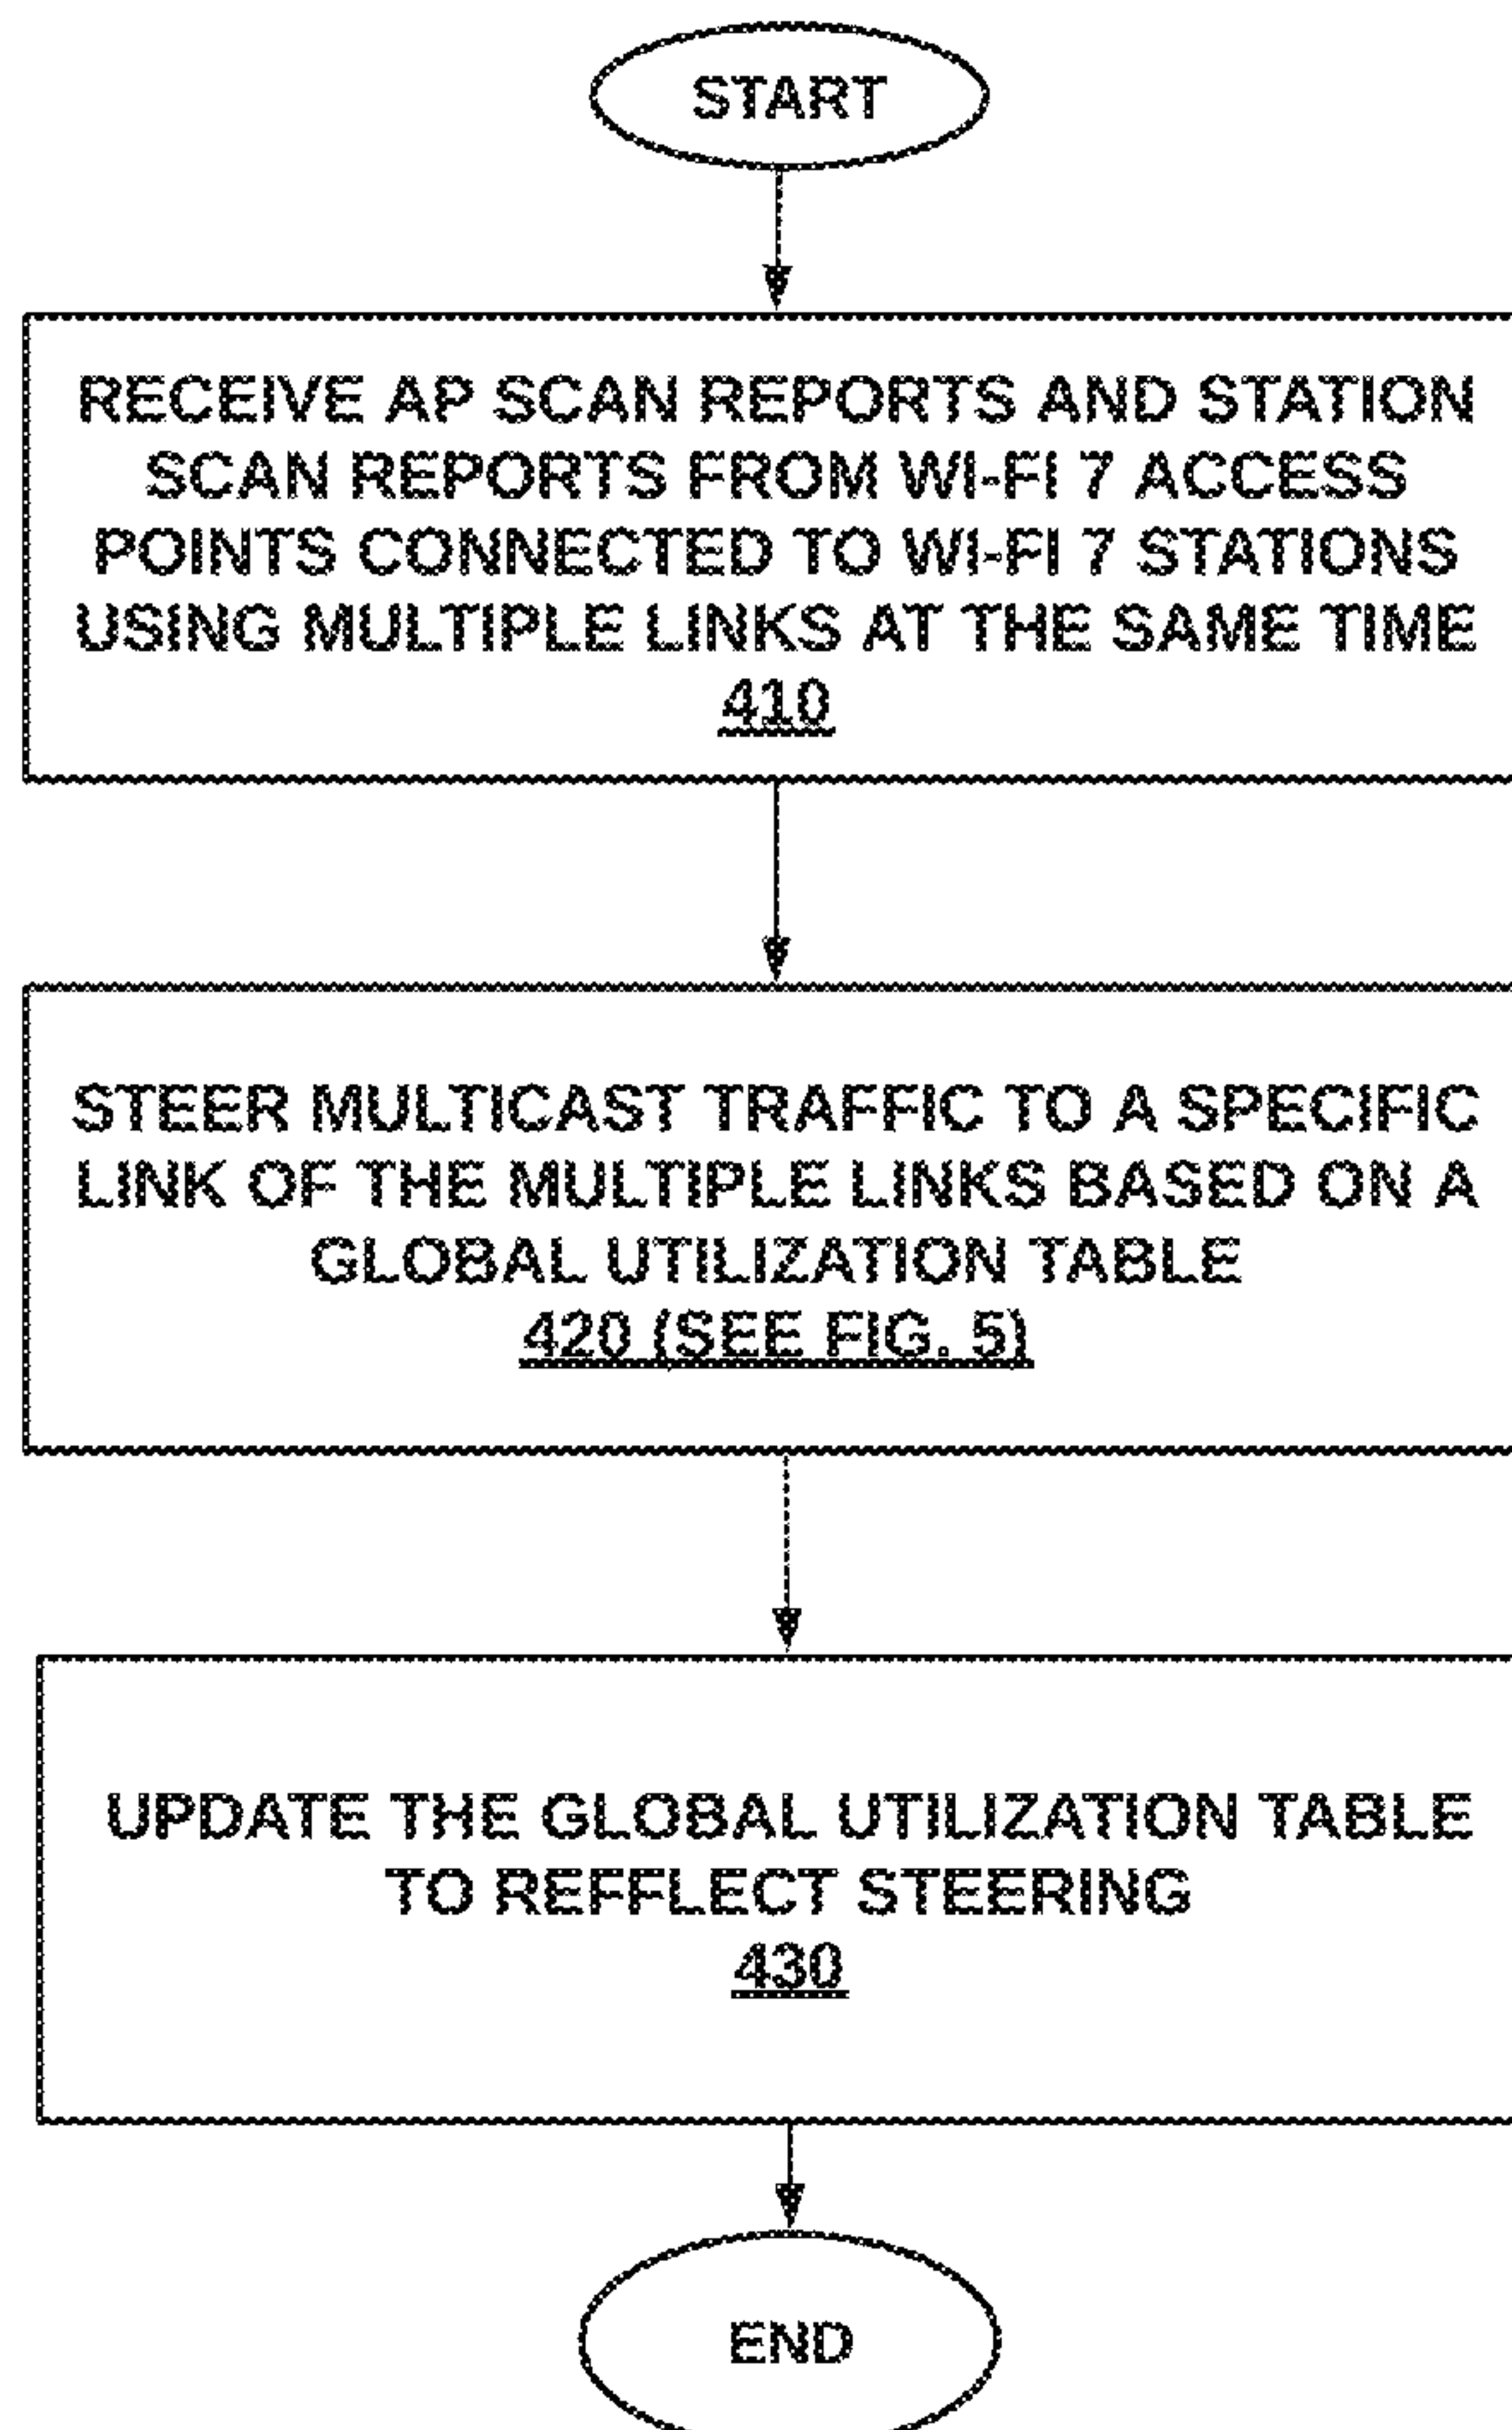 START
RECEIVE AP SCAN REPORTS AND STATION
SCAN REPORTS FROM WI-FI 7 ACCESS
POINTS CONNECTED TO WI-FI 7 STATIONS
USING MULTIPLE LINKS AT THE SAME TIME
410
STEER MULTICAST TRAFFIC TO A SPECIFIC
LINK OF THE MULTIPLE LINKS BASED ON A
GLOBAL UTILIZATION TABLE
420 (SEE FIG. 5)
UPDATE THE GLOBAL UTILIZATION TABLE
TO REFFLECT STEERING
430
END